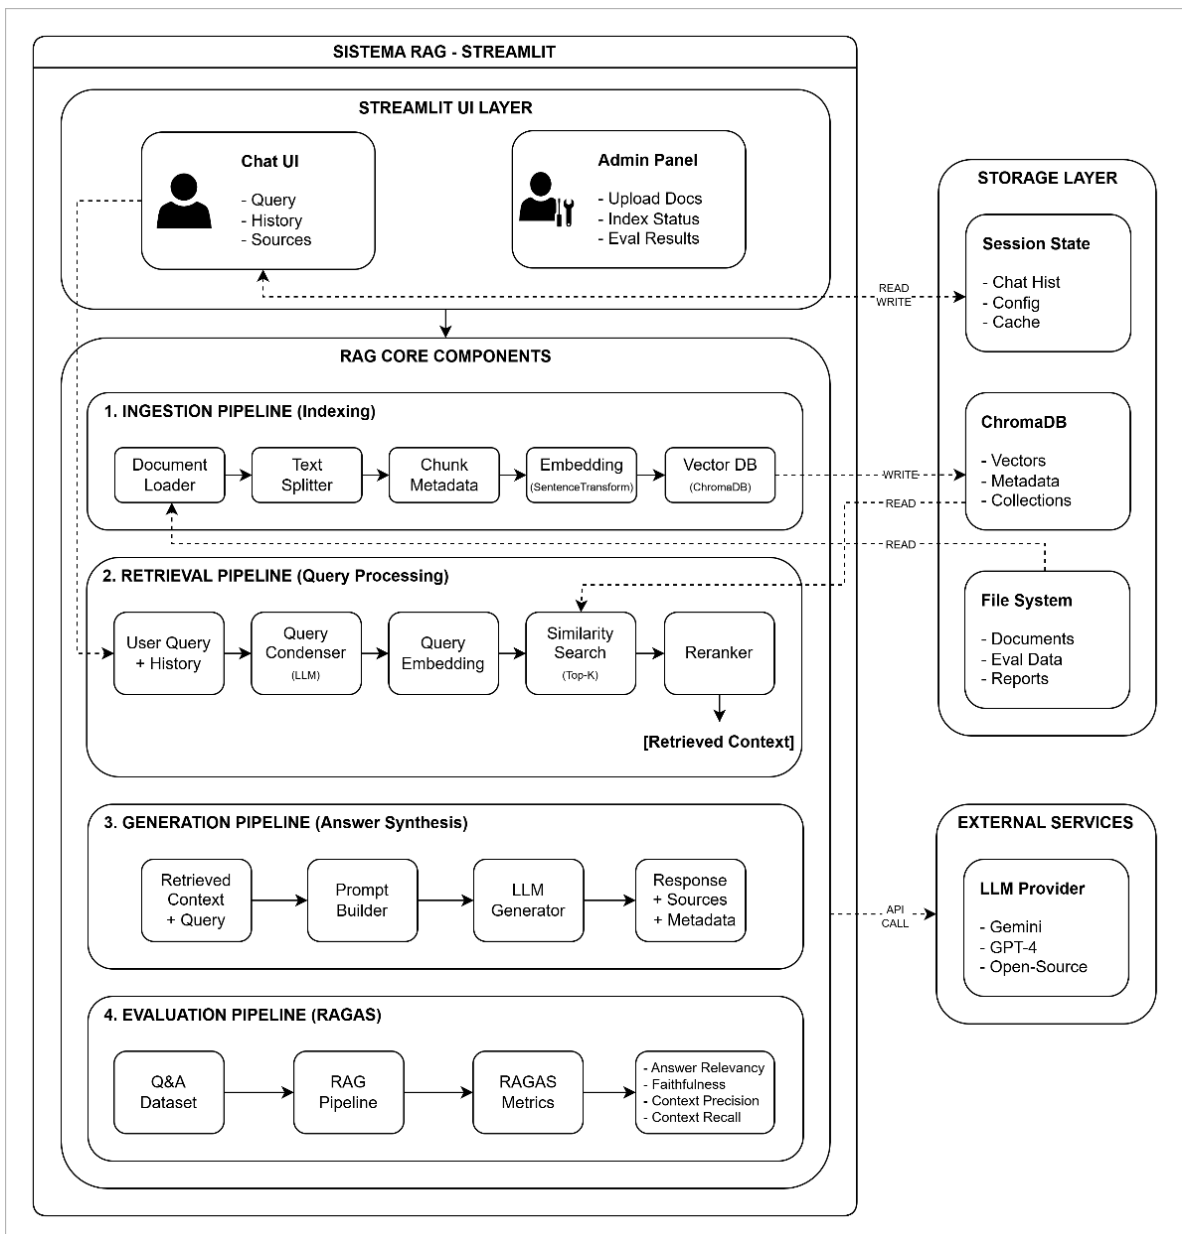 SISTEMA RAG - STREAMLIT
STREAMLIT UI LAYER
Chat UI
- Query
- History
- Sources
Admin Panel
- Upload Docs
- Index Status
- Eval Results
STORAGE LAYER
Session State
- Chat Hist
- Config
- Cache
READ
WRITE
RAG CORE COMPONENTS
1. INGESTION PIPELINE (Indexing)
Document
Loader
Text
Splitter
Chunk
Metadata
Embedding
(SentenceTransform)
Vector DB
(ChromaDB)
WRITE
READ
READ
ChromaDB
- Vectors
- Metadata
- Collections
2. RETRIEVAL PIPELINE (Query Processing)
User Query
+ History
Query
Condenser
(LLM)
Query
Embedding
Similarity
Search
(Top-K)
Reranker
[Retrieved Context]
File System
- Documents
- Eval Data
- Reports
3. GENERATION PIPELINE (Answer Synthesis)
Retrieved
Context
+ Query
Prompt
Builder
LLM
Generator
Response
+ Sources
+ Metadata
API
CALL
EXTERNAL SERVICES
LLM Provider
- Gemini
- GPT-4
- Open-Source
4. EVALUATION PIPELINE (RAGAS)
Q&A
Dataset
RAG
Pipeline
RAGAS
Metrics
- Answer Relevancy
- Faithfulness
- Context Precision
- Context Recall